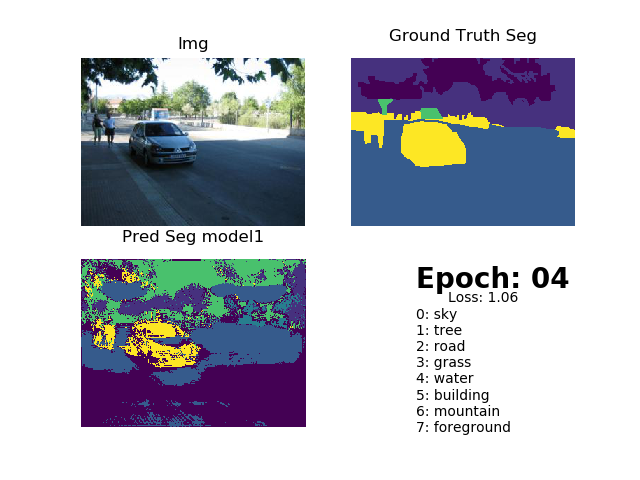 Img
Ground Truth Seg
Pred Seg model1
Epoch: 04
Loss: 1.06
0: sky
1: tree
2: road
3: grass
4: water
5: building
6: mountain
7: foreground